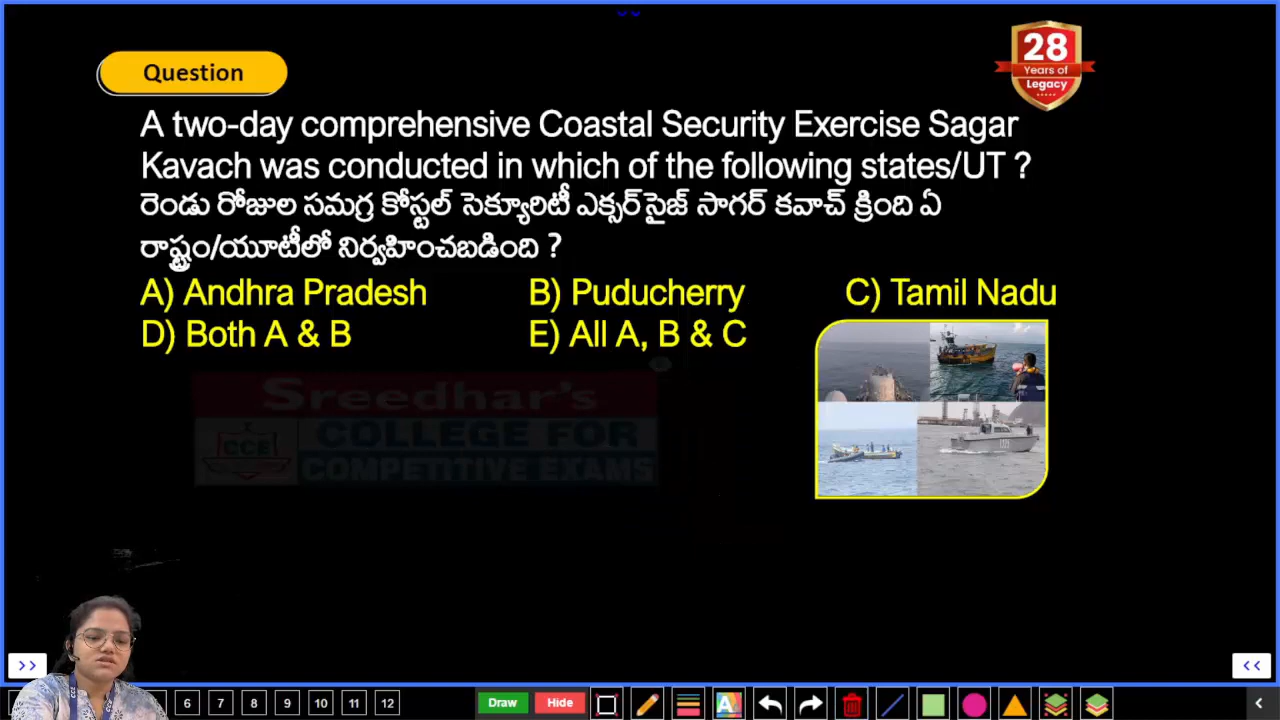 Question
28
Years of
Legacy
A two-day comprehensive Coastal Security Exercise Sagar
Kavach was conducted in which of the following states/UT ?
రెండు రోజుల సమగ్ర కోస్టల్ సెక్యూరిటీ ఎక్సర్‌సైజ్ సాగర్ కవాచ్ క్రింది ఏ
రాష్ట్రం/యూటీలో నిర్వహించబడింది ?
A) Andhra Pradesh B) Puducherry C) Tamil Nadu
D) Both A & B E) All A, B & C
Sreedhar's
CCE
COLLEGE FOR
COMPETITIVE EXAMS
>> <<
6 7 8 9 10 11 12 Draw Hide